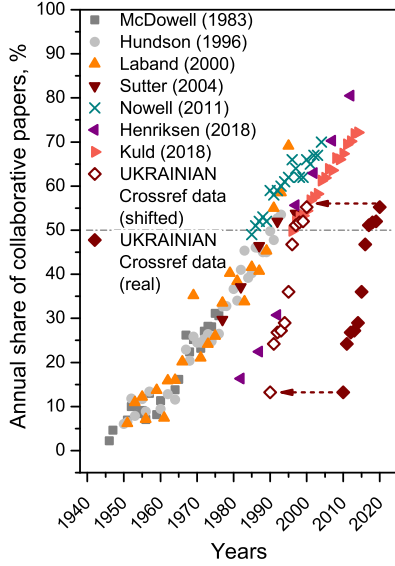 Annual share of collaborative papers, %
100
90
80
70
60
50
40
30
20
10
0
McDowell (1983)
Hundson (1996)
Laband (2000)
Sutter (2004)
Nowell (2011)
Henriksen (2018)
Kuld (2018)
UKRAINIAN
Crossref data
(shifted)
UKRAINIAN
Crossref data
(real)
1940
1950
1960
1970
1980
1990
2000
2010
2020
Years